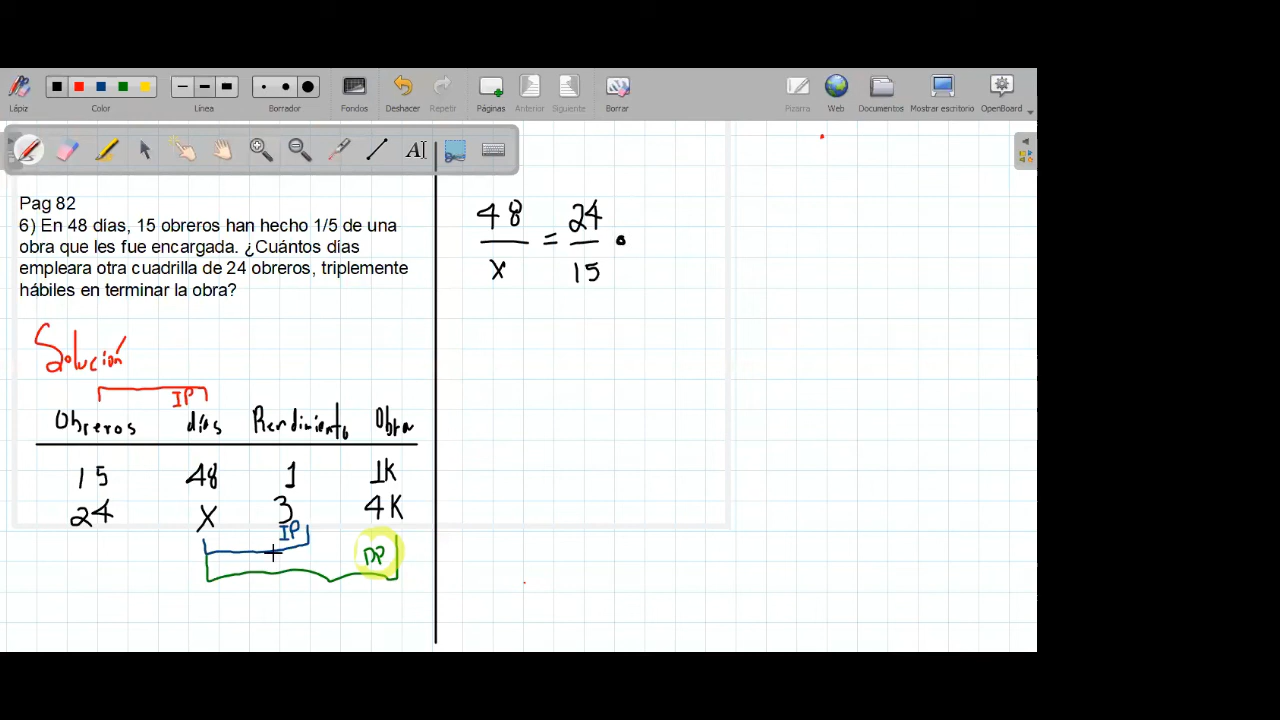 Lápiz Color Línea Borrador Fondos Deshacer Repetir Páginas Anterior Siguiente Borrar Pizarra Web Documentos Mostrar escritorio OpenBoard
Pag 82
6) En 48 días, 15 obreros han hecho 1/5 de una
obra que les fue encargada. ¿Cuántos días
empleara otra cuadrilla de 24 obreros, triplemente
hábiles en terminar la obra?
Solución
IP
Obreros días Rendimiento Obra
15 48 1 1K
24 X 3 4K
IP
DP
48 = 24 •
X 15